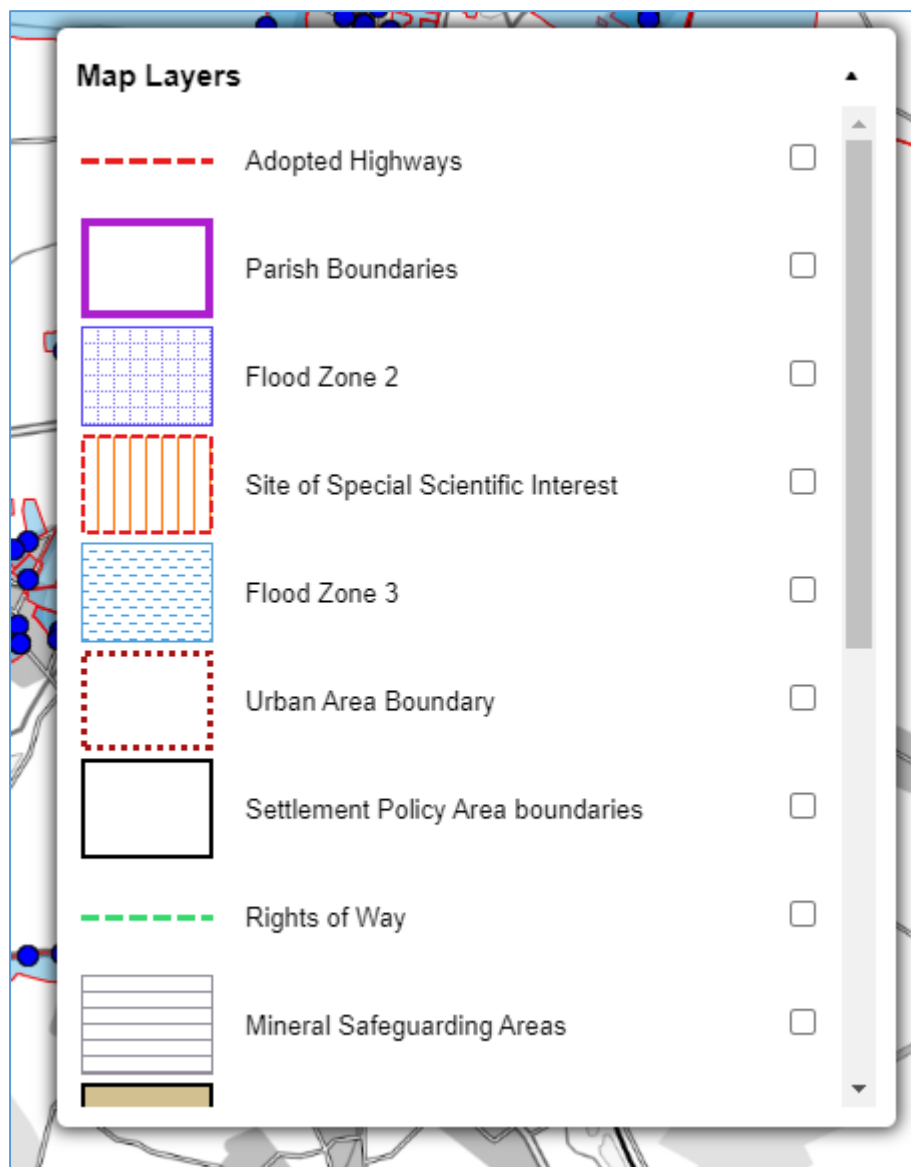 Map Layers
Adopted Highways
Parish Boundaries
Flood Zone 2
Site of Special Scientific Interest
Flood Zone 3
Urban Area Boundary
Settlement Policy Area boundaries
Rights of Way
Mineral Safeguarding Areas